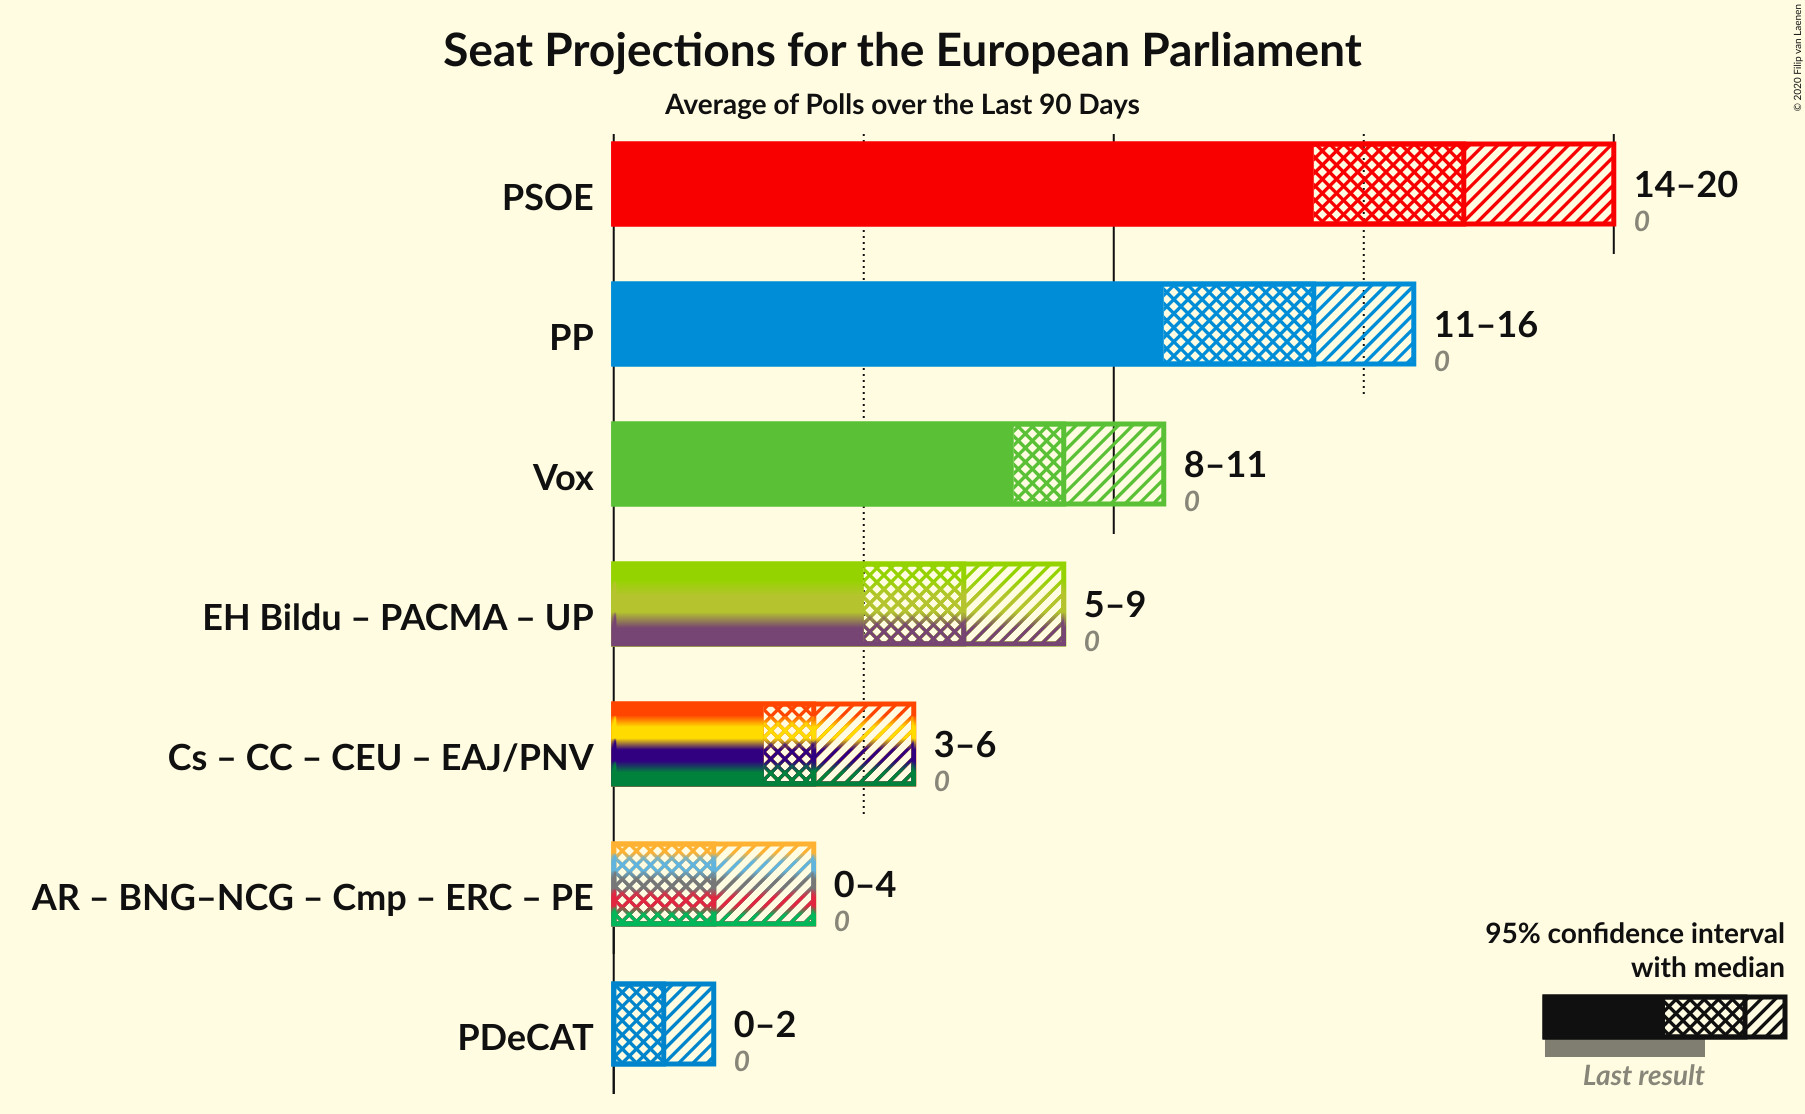 Seat Projections for the European Parliament
Average of Polls over the Last 90 Days
© 2020 Filip van Laenen
PSOE
14–20
0
PP
11–16
0
Vox
8–11
0
EH Bildu – PACMA – UP
5–9
0
Cs – CC – CEU – EAJ/PNV
3–6
0
AR – BNG–NCG – Cmp – ERC – PE
0–4
0
PDeCAT
0–2
0
95% confidence interval
with median
Last result